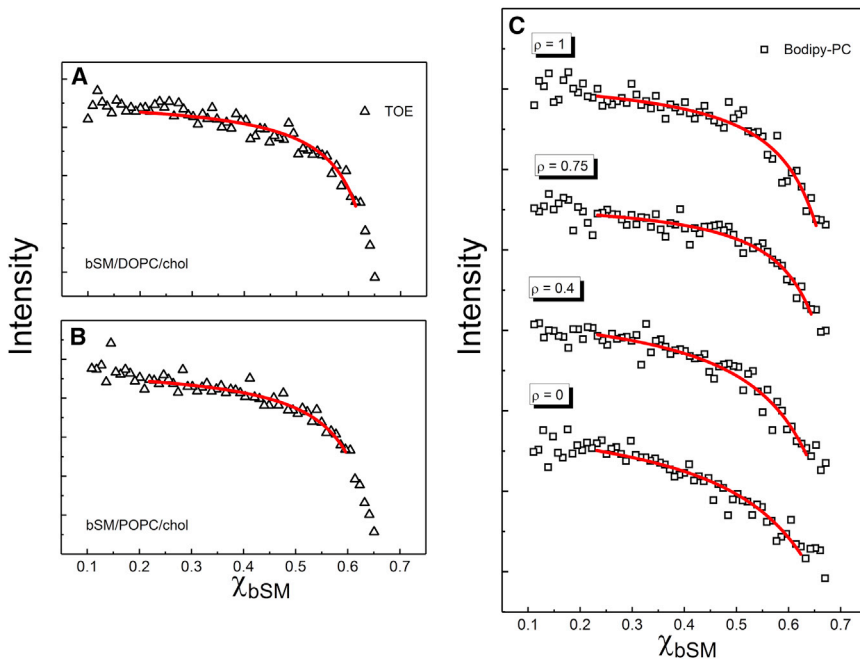 A
△ TOE
bSM/DOPC/chol
B
bSM/POPC/chol
0.1 0.2 0.3 0.4 0.5 0.6 0.7
χbSM
Intensity
C
□ Bodipy-PC
ρ = 1
ρ = 0.75
ρ = 0.4
ρ = 0
0.1 0.2 0.3 0.4 0.5 0.6 0.7
χbSM
Intensity